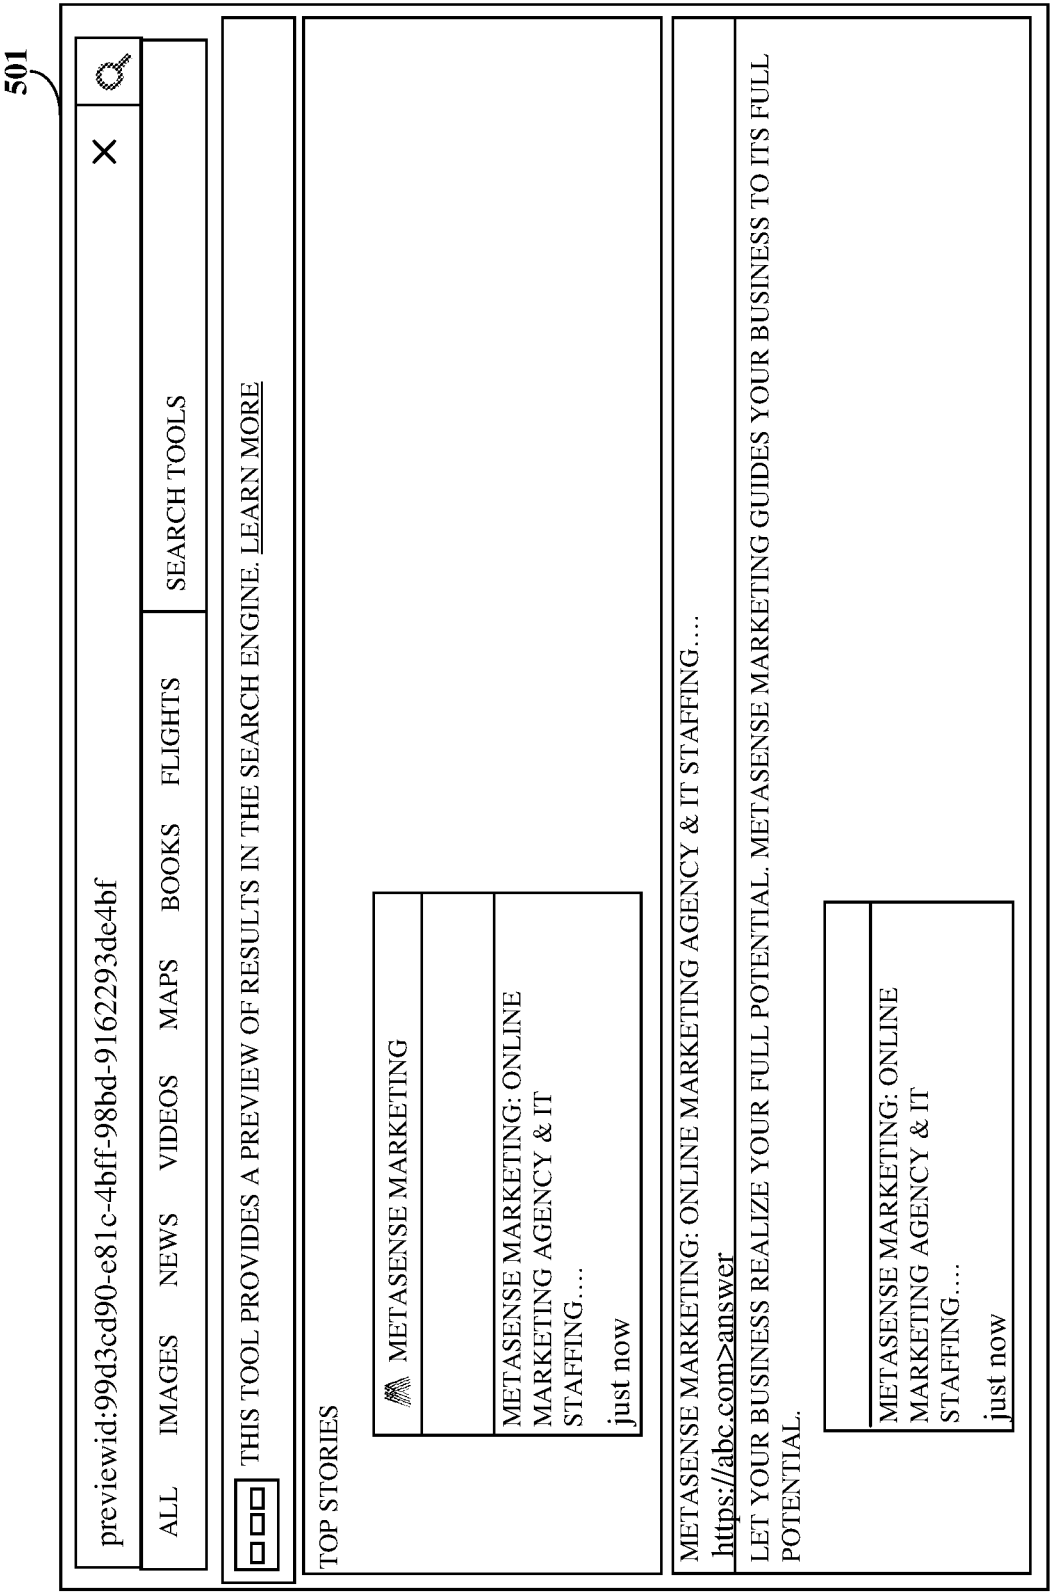 501
previewid:99d3cd90-e81c-4bff-98bd-9162293de4bf
ALL IMAGES NEWS VIDEOS MAPS BOOKS FLIGHTS SEARCH TOOLS
THIS TOOL PROVIDES A PREVIEW OF RESULTS IN THE SEARCH ENGINE. LEARN MORE
TOP STORIES
METASENSE MARKETING
METASENSE MARKETING: ONLINE
MARKETING AGENCY & IT
STAFFING....
just now
METASENSE MARKETING: ONLINE MARKETING AGENCY & IT STAFFING....
https://abc.com>answer
LET YOUR BUSINESS REALIZE YOUR FULL POTENTIAL. METASENSE MARKETING GUIDES YOUR BUSINESS TO ITS FULL
POTENTIAL.
METASENSE MARKETING: ONLINE
MARKETING AGENCY & IT
STAFFING....
just now